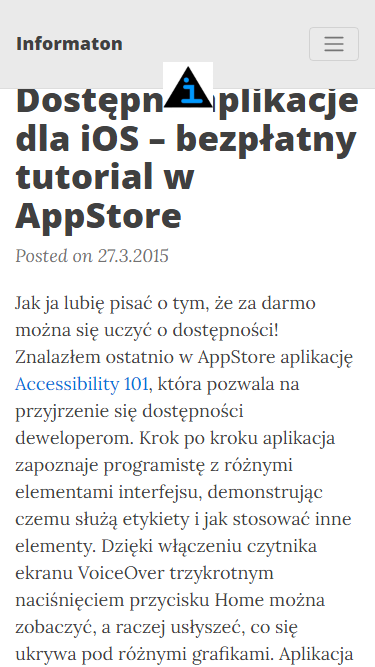 Informaton
Dostępne aplikacje
dla iOS – bezpłatny
tutorial w
AppStore
Posted on 27.3.2015
Jak ja lubię pisać o tym, że za darmo
można się uczyć o dostępności!
Znalazłem ostatnio w AppStore aplikację
Accessibility 101, która pozwala na
przyjrzenie się dostępności
deweloperom. Krok po kroku aplikacja
zapoznaje programistę z różnymi
elementami interfejsu, demonstrując
czemu służą etykiety i jak stosować inne
elementy. Dzięki włączeniu czytnika
ekranu VoiceOver trzykrotnym
naciśnięciem przycisku Home można
zobaczyć, a raczej usłyszeć, co się
ukrywa pod różnymi grafikami. Aplikacja